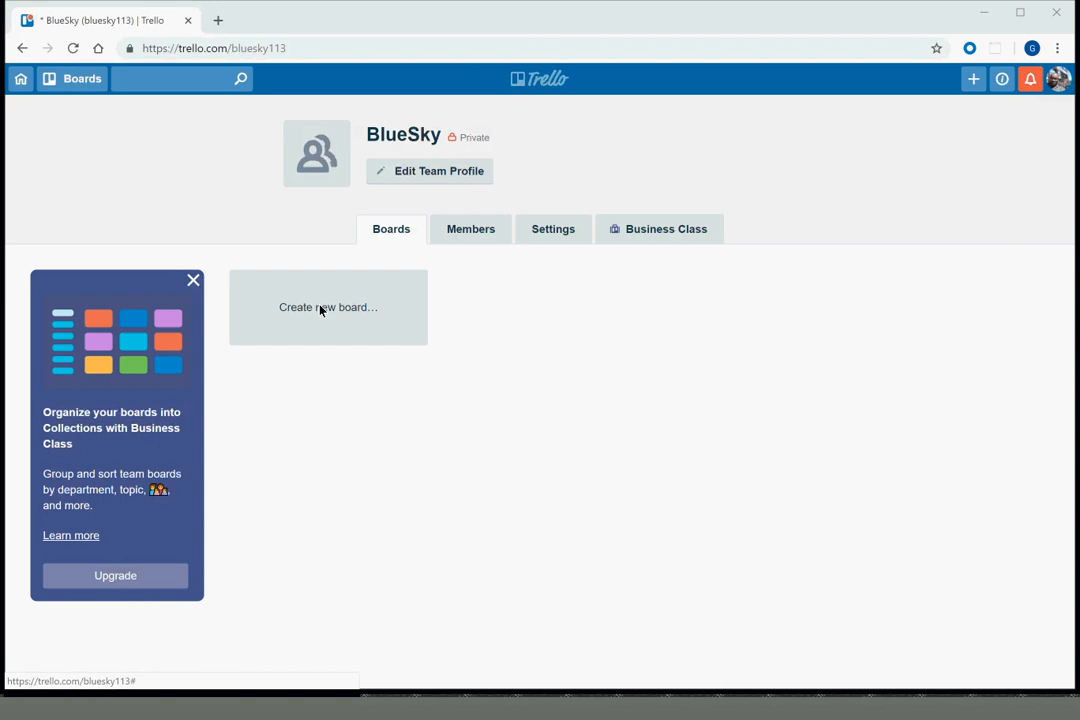 * BlueSky (bluesky113) | Trello
https://trello.com/bluesky113
G
Boards
Trello
BlueSky
Private
Edit Team Profile
Boards
Members
Settings
Business Class
Create new board…
Organize your boards into
Collections with Business
Class
Group and sort team boards
by department, topic, 👫,
and more.
Learn more
Upgrade
https://trello.com/bluesky113#